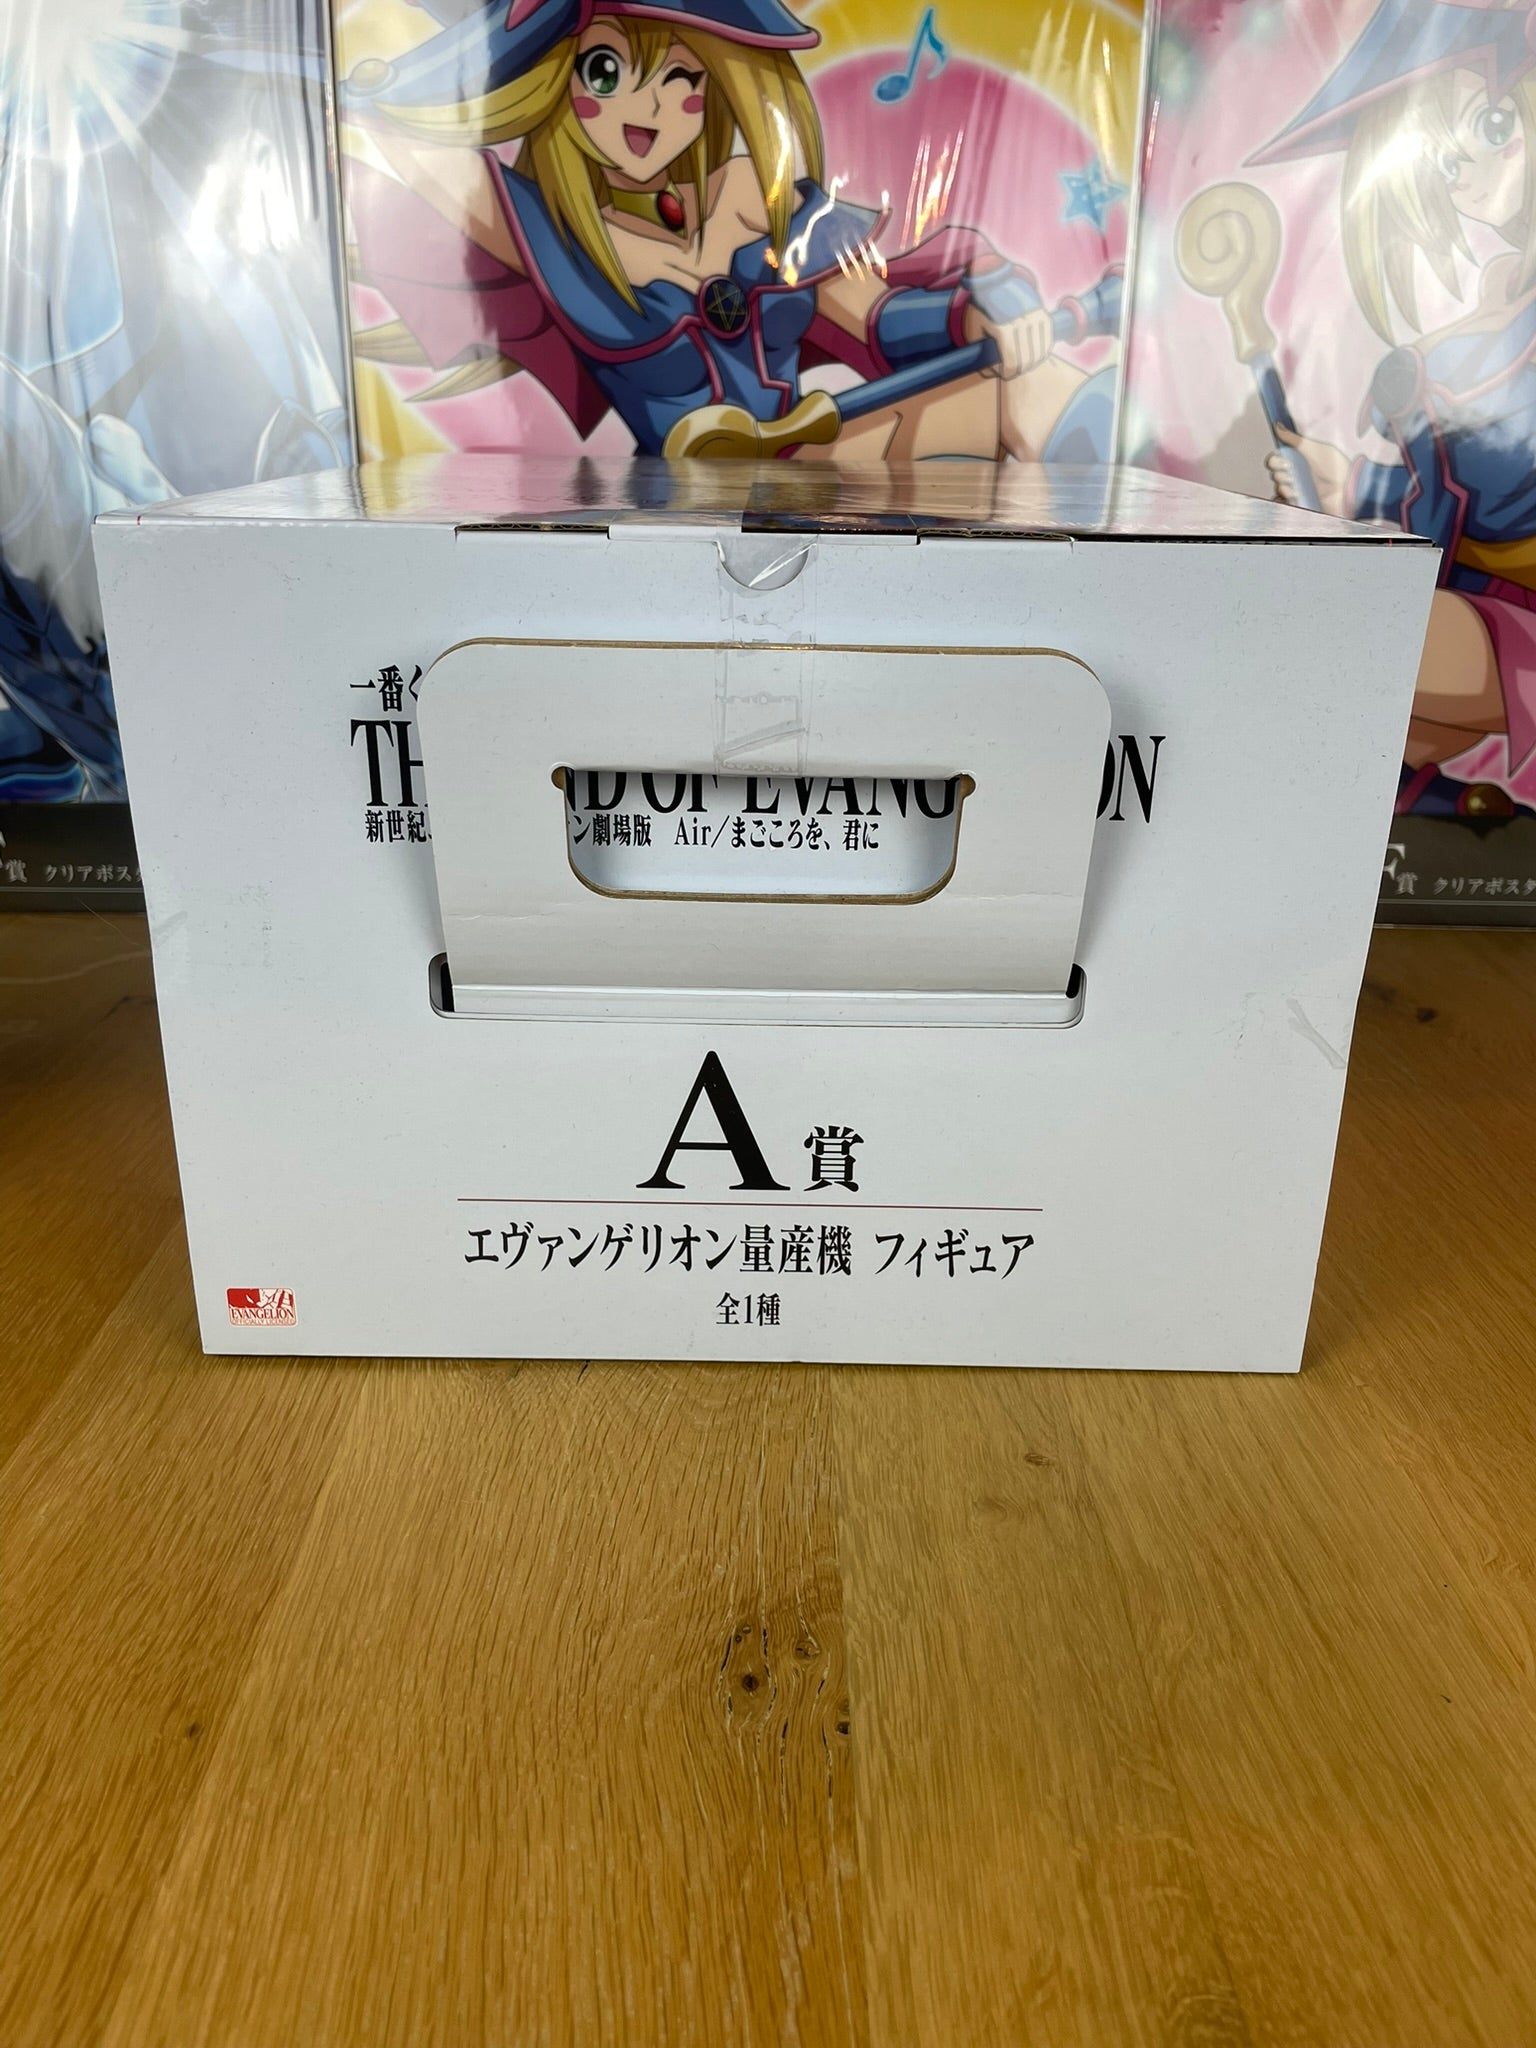 一番く
TH ND OF EVANG ON
新世紀 ン劇場版 Air/まごころを、君に
A賞
エヴァンゲリオン量産機 フィギュア
全1種
EVANGELION
OFFICIALLY LICENSED
賞 クリアポスタ
F賞 クリアポスタ